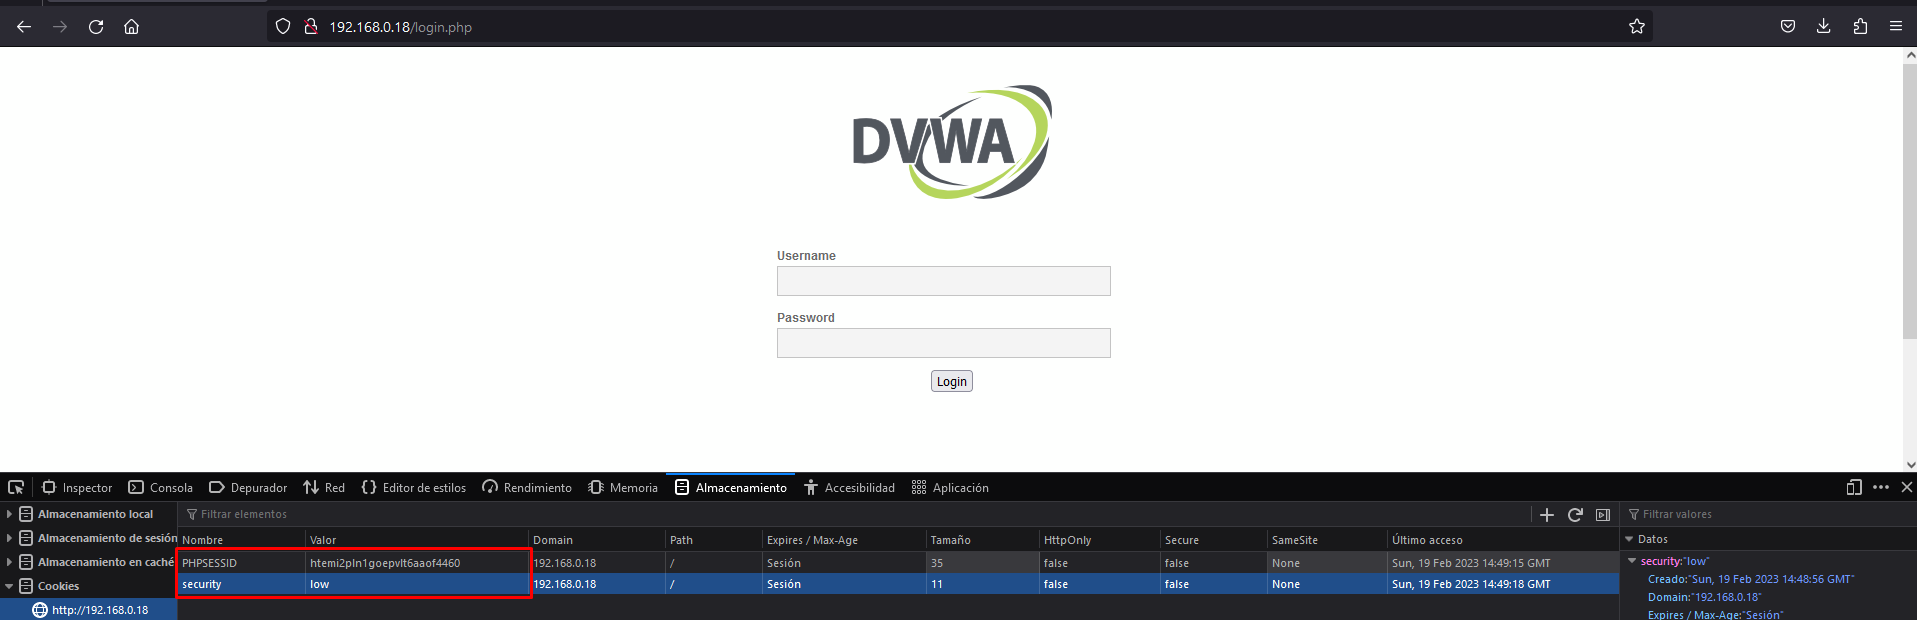 192.168.0.18/login.php
DVWA
Username
Password
Login
Inspector Consola Depurador Red Editor de estilos Rendimiento Memoria Almacenamiento Accesibilidad Aplicación
Almacenamiento local
Almacenamiento de sesión
Almacenamiento en caché
Cookies
http://192.168.0.18
Filtrar elementos
Nombre Valor Domain Path Expires / Max-Age Tamaño HttpOnly Secure SameSite Último acceso
PHPSESSID htemi2pln1goepvlt6aaof4460 192.168.0.18 / Sesión 35 false false None Sun, 19 Feb 2023 14:49:15 GMT
security low 192.168.0.18 / Sesión 11 false false None Sun, 19 Feb 2023 14:49:18 GMT
Filtrar valores
Datos
security:"low"
Creado:"Sun, 19 Feb 2023 14:48:56 GMT"
Domain:"192.168.0.18"
Expires / Max-Age:"Sesión"